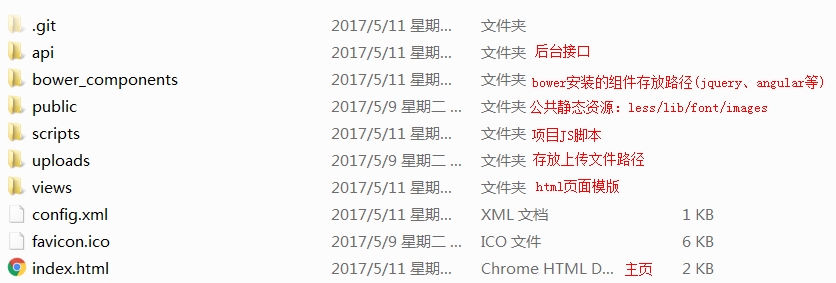 .git 2017/5/11 星期... 文件夹
api 2017/5/11 星期... 文件夹 后台接口
bower_components 2017/5/11 星期... 文件夹 bower安装的组件存放路径(jquery、angular等)
public 2017/5/9 星期二 ... 文件夹 公共静态资源：less/lib/font/images
scripts 2017/5/11 星期... 文件夹 项目JS脚本
uploads 2017/5/9 星期二 ... 文件夹 存放上传文件路径
views 2017/5/11 星期... 文件夹 html页面模版
config.xml 2017/5/11 星期... XML 文档 1 KB
favicon.ico 2017/5/9 星期二 ... ICO 文件 6 KB
index.html 2017/5/11 星期... Chrome HTML D... 主页 2 KB